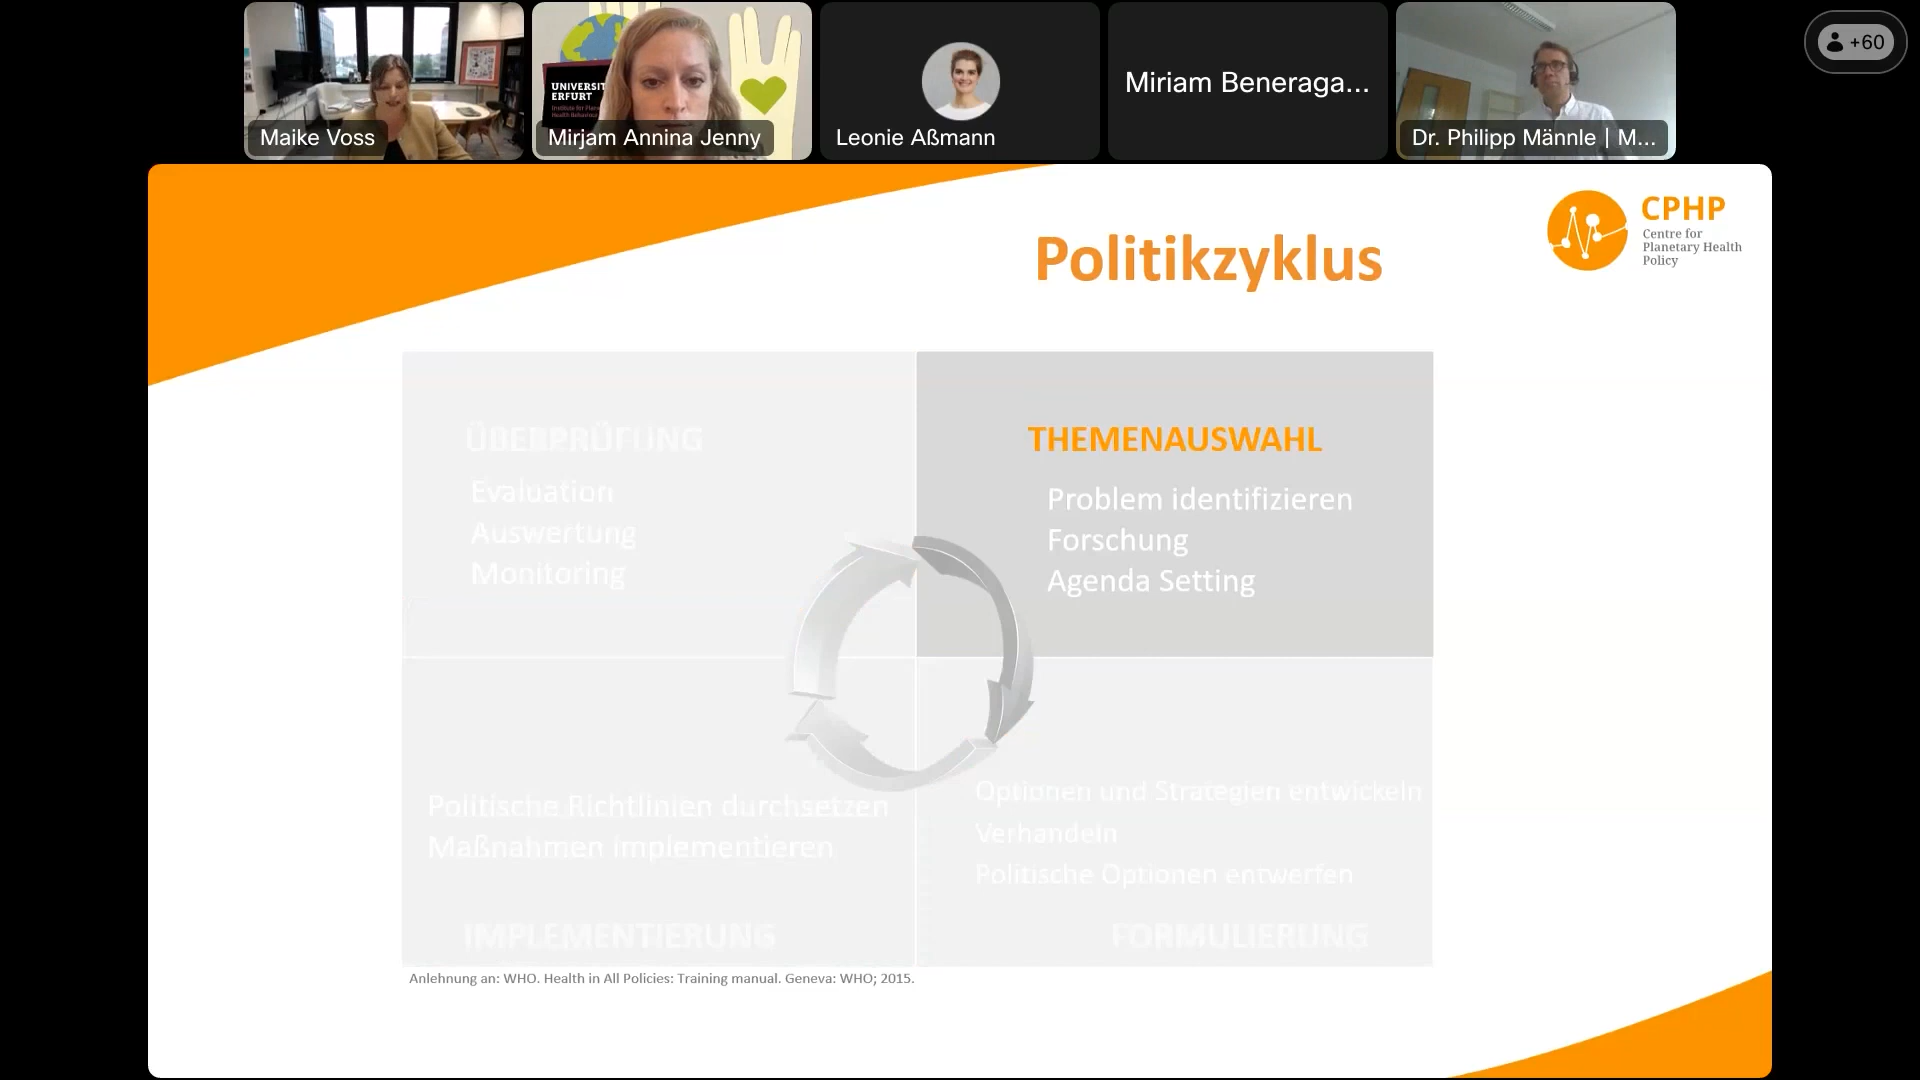 Maike Voss
UNIVERSIT
ERFURT
Mirjam Annina Jenny
Leonie Aßmann
Miriam Beneraga...
Dr. Philipp Männle | M...
+60
CPHP
Centre for
Planetary Health
Policy
Politikzyklus
ÜBERPRÜFUNG
Evaluation
Auswertung
Monitoring
THEMENAUSWAHL
Problem identifizieren
Forschung
Agenda Setting
Politische Richtlinien durchsetzen
Maßnahmen implementieren
IMPLEMENTIERUNG
Optionen und Strategien entwickeln
Verhandeln
Politische Optionen entwerfen
FORMULIERUNG
Anlehnung an: WHO. Health in All Policies: Training manual. Geneva: WHO; 2015.